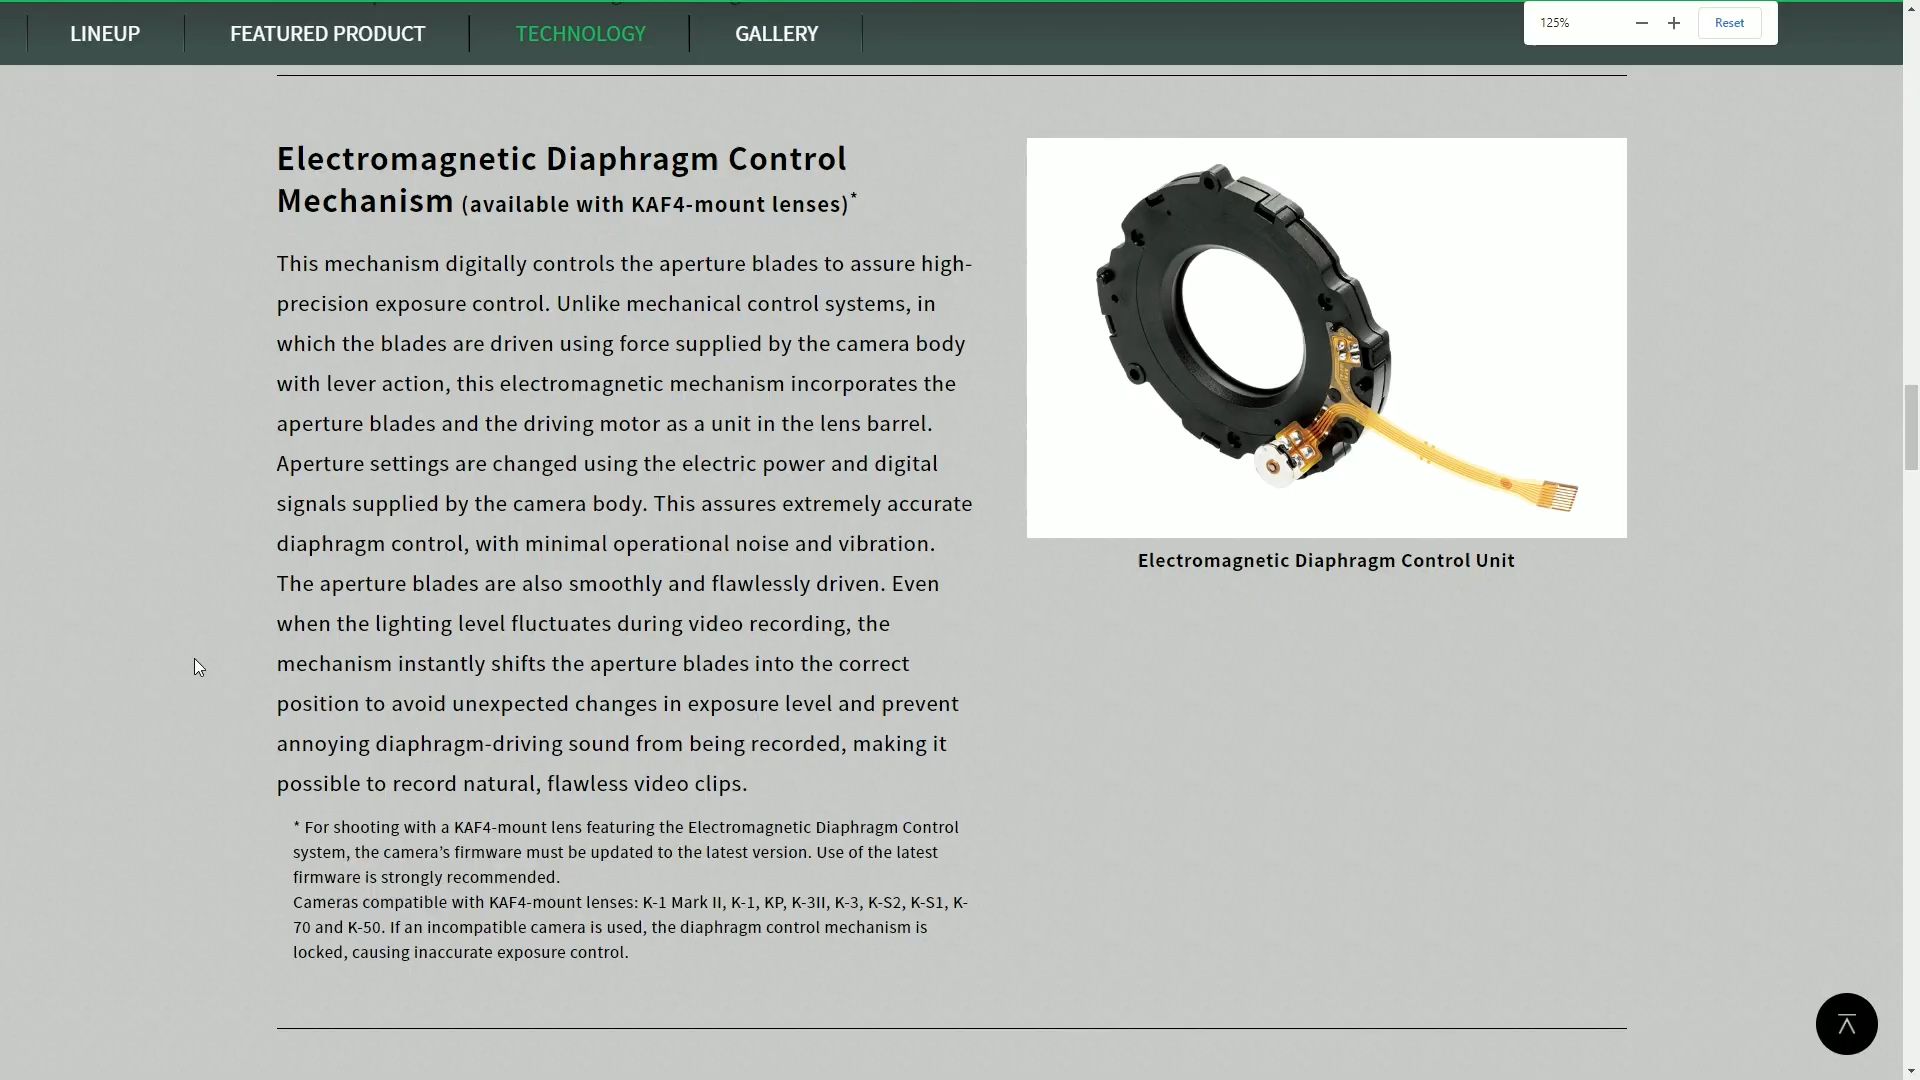 LINEUP
FEATURED PRODUCT
TECHNOLOGY
GALLERY
125%
Reset
Electromagnetic Diaphragm Control
Mechanism (available with KAF4-mount lenses)*
This mechanism digitally controls the aperture blades to assure high-
precision exposure control. Unlike mechanical control systems, in
which the blades are driven using force supplied by the camera body
with lever action, this electromagnetic mechanism incorporates the
aperture blades and the driving motor as a unit in the lens barrel.
Aperture settings are changed using the electric power and digital
signals supplied by the camera body. This assures extremely accurate
diaphragm control, with minimal operational noise and vibration.
The aperture blades are also smoothly and flawlessly driven. Even
when the lighting level fluctuates during video recording, the
mechanism instantly shifts the aperture blades into the correct
position to avoid unexpected changes in exposure level and prevent
annoying diaphragm-driving sound from being recorded, making it
possible to record natural, flawless video clips.
* For shooting with a KAF4-mount lens featuring the Electromagnetic Diaphragm Control
system, the camera’s firmware must be updated to the latest version. Use of the latest
firmware is strongly recommended.
Cameras compatible with KAF4-mount lenses: K-1 Mark II, K-1, KP, K-3II, K-3, K-S2, K-S1, K-
70 and K-50. If an incompatible camera is used, the diaphragm control mechanism is
locked, causing inaccurate exposure control.
Electromagnetic Diaphragm Control Unit